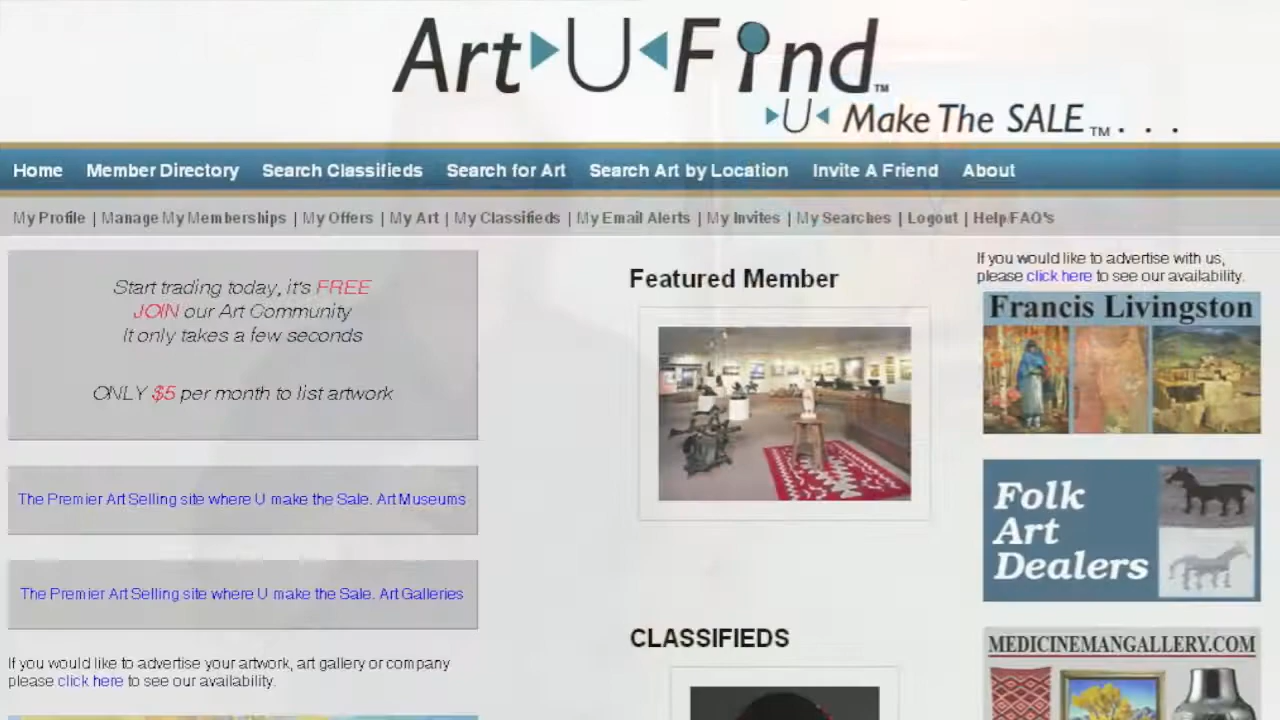 Art U Find TM
U Make The SALE TM . . .
Home Member Directory Search Classifieds Search for Art Search Art by Location Invite A Friend About
My Profile | Manage My Memberships | My Offers | My Art | My Classifieds | My Email Alerts | My Invites | My Searches | Logout | Help/FAQ's
Start trading today, it's FREE
JOIN our Art Community
It only takes a few seconds
ONLY $5 per month to list artwork
The Premier Art Selling site where U make the Sale. Art Museums
The Premier Art Selling site where U make the Sale. Art Galleries
If you would like to advertise your artwork, art gallery or company
please click here to see our availability.
Featured Member
CLASSIFIEDS
If you would like to advertise with us,
please click here to see our availability.
Francis Livingston
Folk
Art
Dealers
MEDICINEMANGALLERY.COM